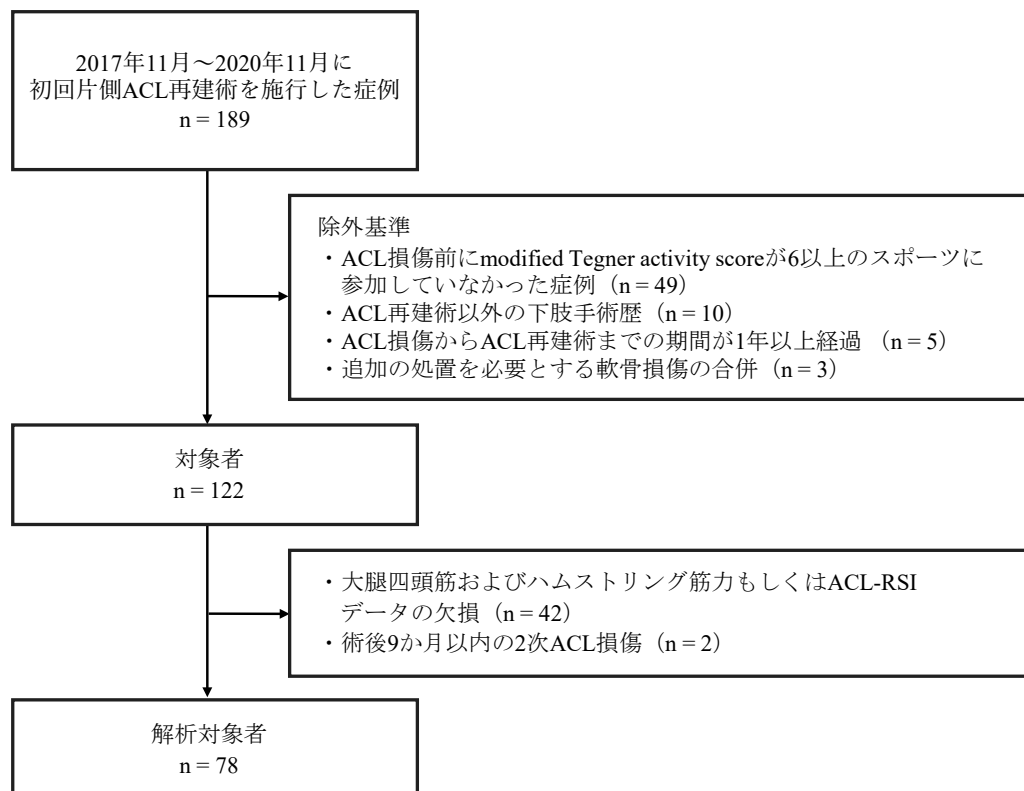 2017年11月～2020年11月に
初回片側ACL再建術を施行した症例
n = 189
除外基準
・ACL損傷前にmodified Tegner activity scoreが6以上のスポーツに
参加していなかった症例（n = 49）
・ACL再建術以外の下肢手術歴（n = 10）
・ACL損傷からACL再建術までの期間が1年以上経過 （n = 5）
・追加の処置を必要とする軟骨損傷の合併（n = 3）
対象者
n = 122
・大腿四頭筋およびハムストリング筋力もしくはACL-RSI
データの欠損（n = 42）
・術後9か月以内の2次ACL損傷（n = 2）
解析対象者
n = 78